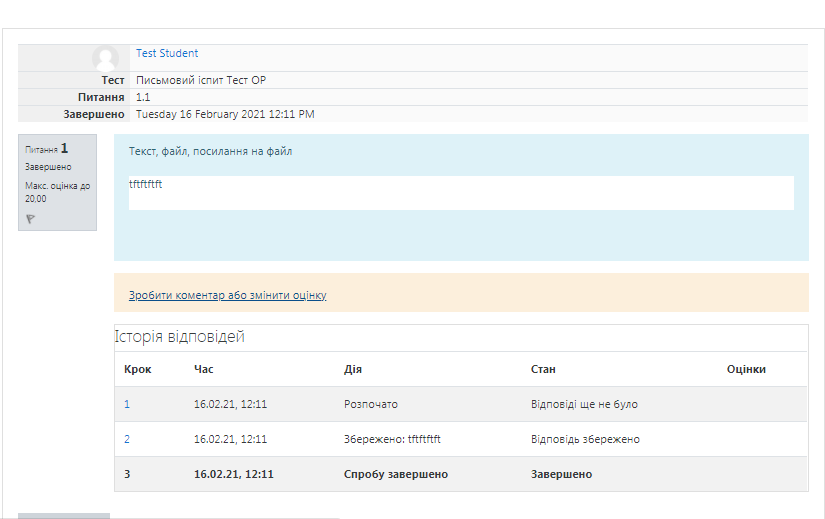 Test Student
Тест Письмовий іспит Тест ОР
Питання 1.1
Завершено Tuesday 16 February 2021 12:11 PM
Питання 1
Завершено
Макс. оцінка до
20,00
Текст, файл, посилання на файл
tftftftft
Зробити коментар або змінити оцінку
Історія відповідей
Крок Час Дія Стан Оцінки
1 16.02.21, 12:11 Розпочато Відповіді ще не було
2 16.02.21, 12:11 Збережено: tftftftft Відповідь збережено
3 16.02.21, 12:11 Спробу завершено Завершено